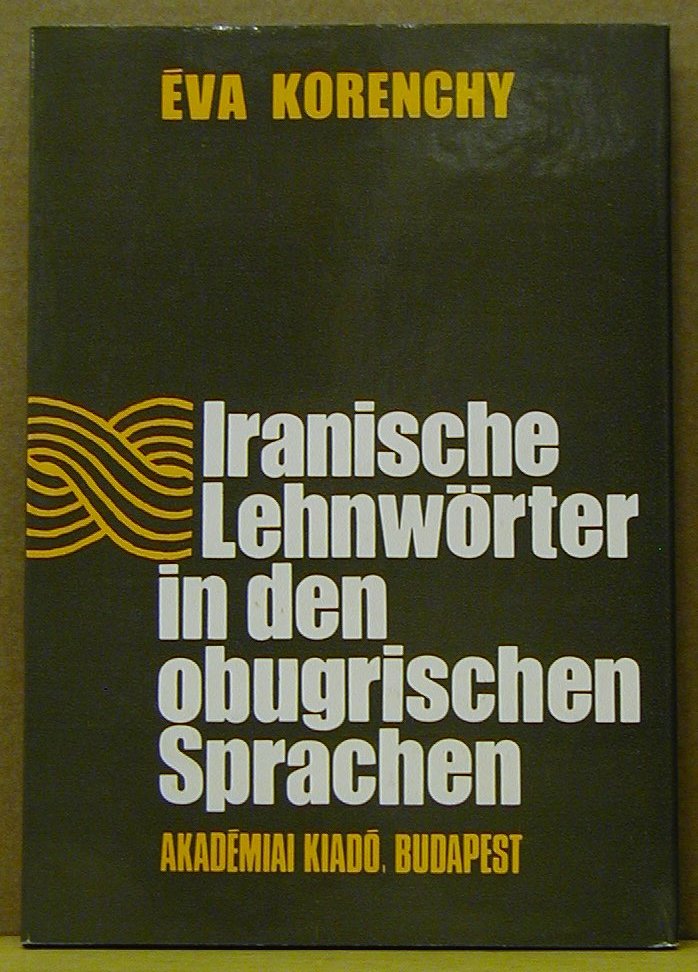 ÉVA KORENCHY
Iranische
Lehnwörter
in den
obugrischen
Sprachen
AKADÉMIAI KIADÓ, BUDAPEST